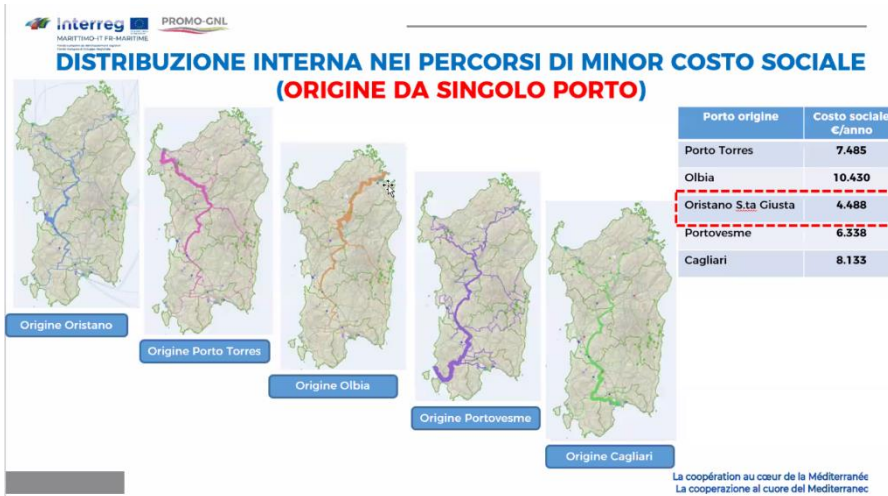 Interreg
PROMO-GNL
MARITTIMO-IT FR-MARITIME
DISTRIBUZIONE INTERNA NEI PERCORSI DI MINOR COSTO SOCIALE
(ORIGINE DA SINGOLO PORTO)
Porto origine Costo sociale €/anno
Porto Torres 7.485
Olbia 10.430
Oristano S.ta Giusta 4.488
Portovesme 6.338
Cagliari 8.133
Origine Oristano
Origine Porto Torres
Origine Olbia
Origine Portovesme
Origine Cagliari
La coopération au cœur de la Méditerranée
La cooperazione al cuore del Mediterraneo